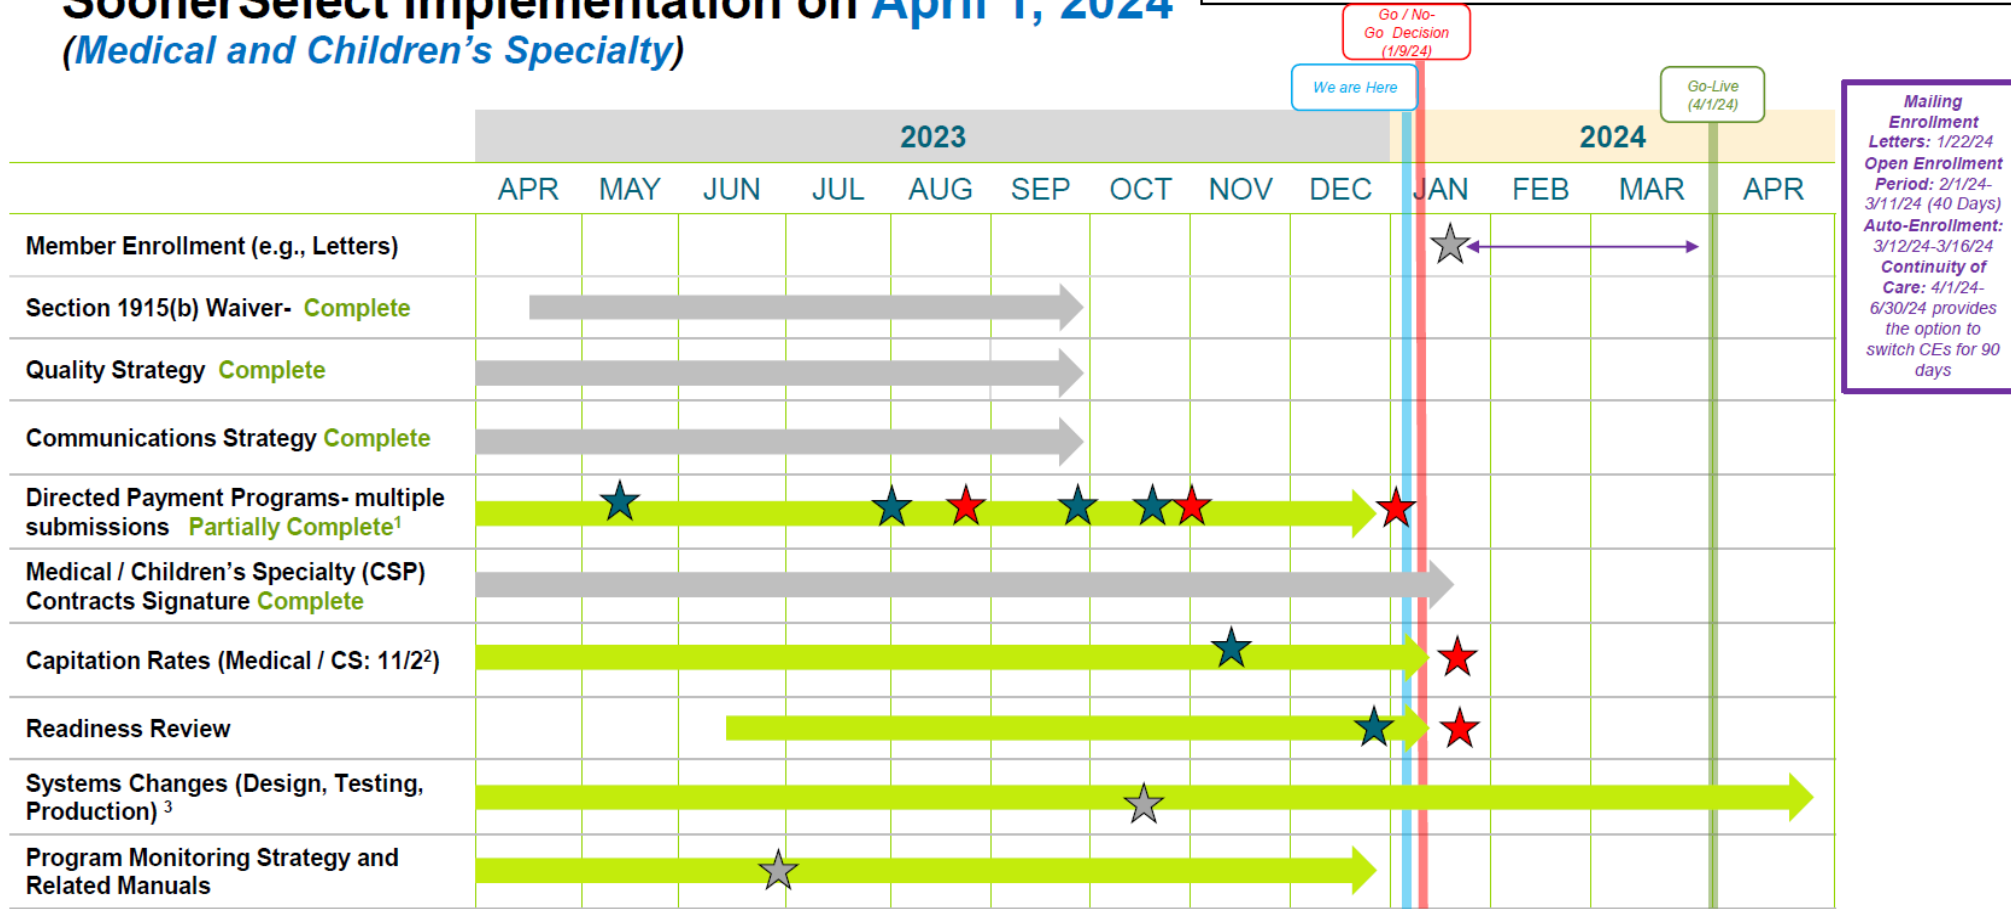 SoonerSelect Implementation on April 1, 2024
(Medical and Children's Specialty)
Go / No-
Go Decision
(1/9/24)
We are Here
Go-Live
(4/1/24)
2023
2024
APR MAY JUN JUL AUG SEP OCT NOV DEC JAN FEB MAR APR
Mailing
Enrollment
Letters: 1/22/24
Open Enrollment
Period: 2/1/24-
3/11/24 (40 Days)
Auto-Enrollment:
3/12/24-3/16/24
Continuity of
Care: 4/1/24-
6/30/24 provides
the option to
switch CEs for 90
days
Member Enrollment (e.g., Letters)
Section 1915(b) Waiver- Complete
Quality Strategy Complete
Communications Strategy Complete
Directed Payment Programs- multiple
submissions Partially Complete¹
Medical / Children's Specialty (CSP)
Contracts Signature Complete
Capitation Rates (Medical / CS: 11/2²)
Readiness Review
Systems Changes (Design, Testing,
Production) ³
Program Monitoring Strategy and
Related Manuals